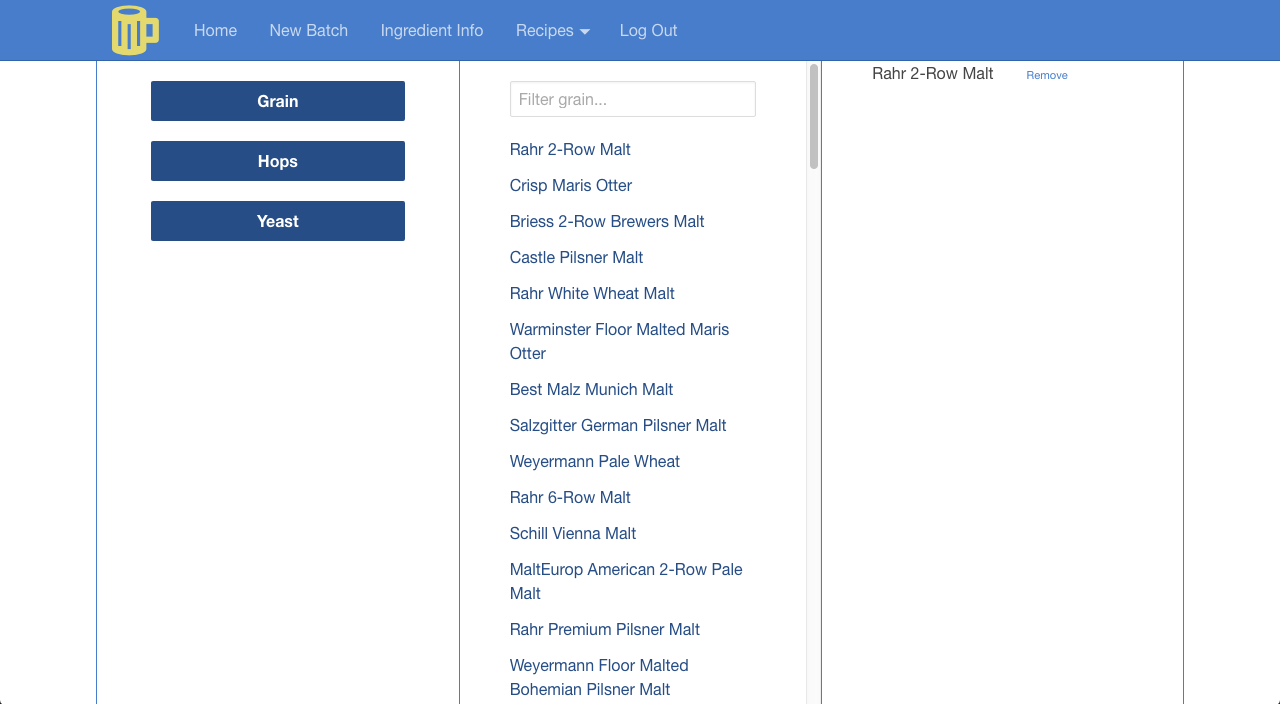 Home
New Batch
Ingredient Info
Recipes
Log Out
Grain
Hops
Yeast
Filter grain...
Rahr 2-Row Malt
Crisp Maris Otter
Briess 2-Row Brewers Malt
Castle Pilsner Malt
Rahr White Wheat Malt
Warminster Floor Malted Maris
Otter
Best Malz Munich Malt
Salzgitter German Pilsner Malt
Weyermann Pale Wheat
Rahr 6-Row Malt
Schill Vienna Malt
MaltEurop American 2-Row Pale
Malt
Rahr Premium Pilsner Malt
Weyermann Floor Malted
Bohemian Pilsner Malt
Rahr 2-Row Malt
Remove